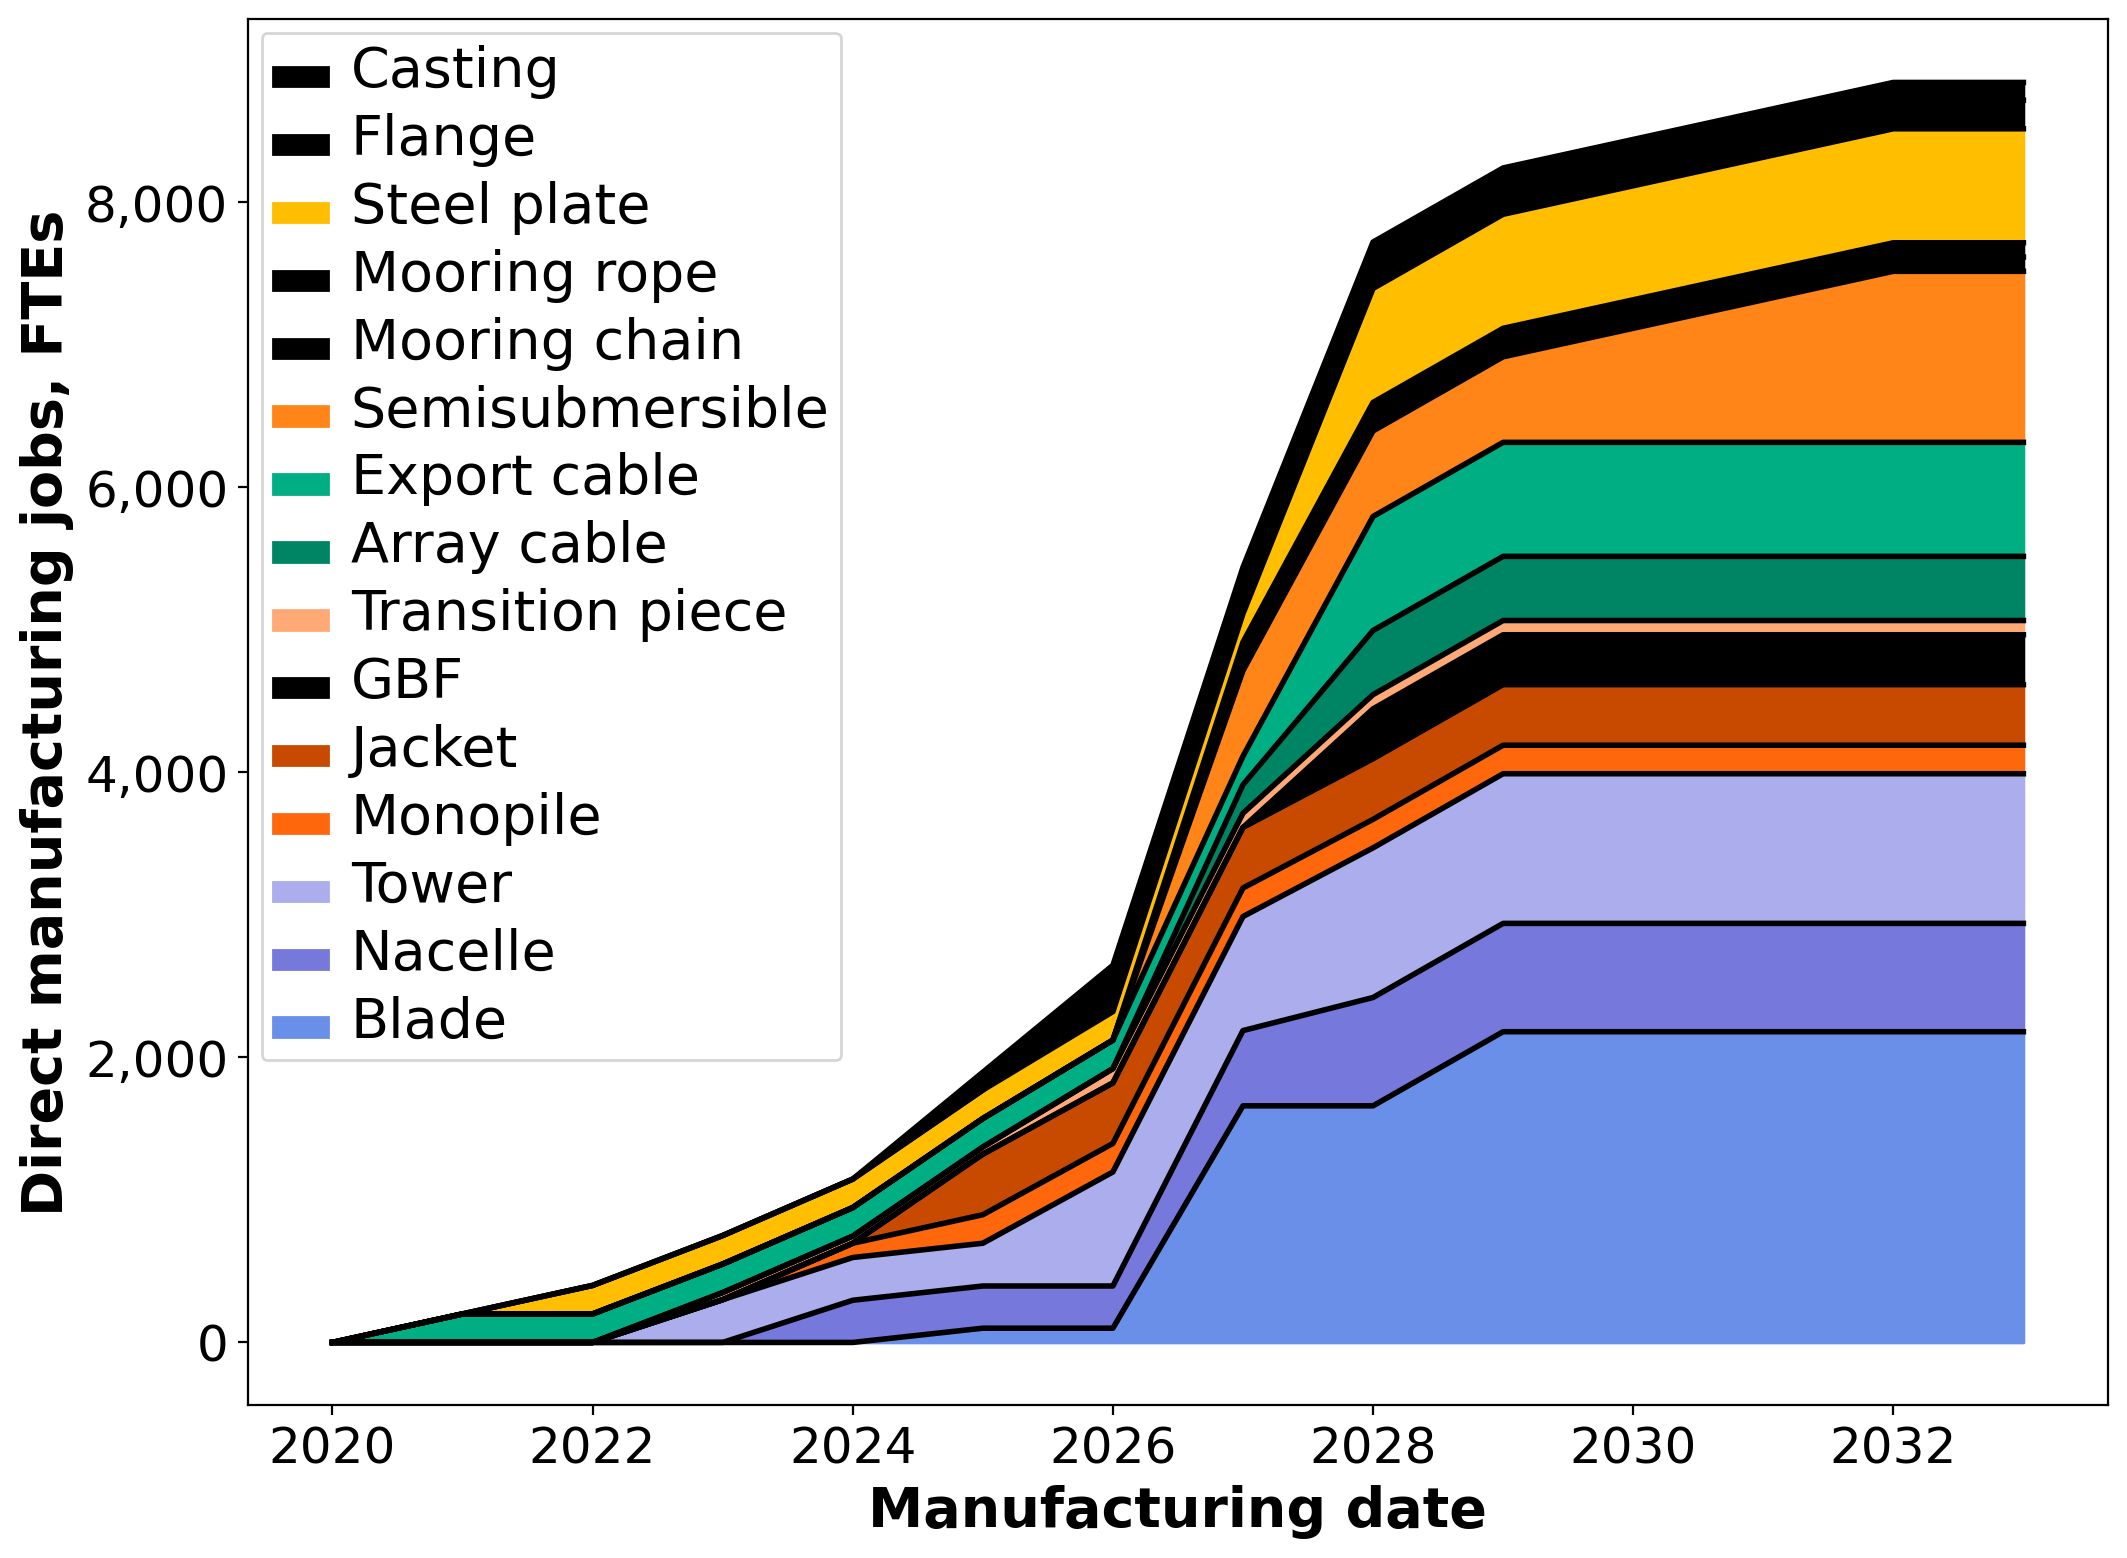 Casting
Flange
Steel plate
Mooring rope
Mooring chain
Semisubmersible
Export cable
Array cable
Transition piece
GBF
Jacket
Monopile
Tower
Nacelle
Blade
Direct manufacturing jobs, FTEs
8,000
6,000
4,000
2,000
0
2020 2022 2024 2026 2028 2030 2032
Manufacturing date